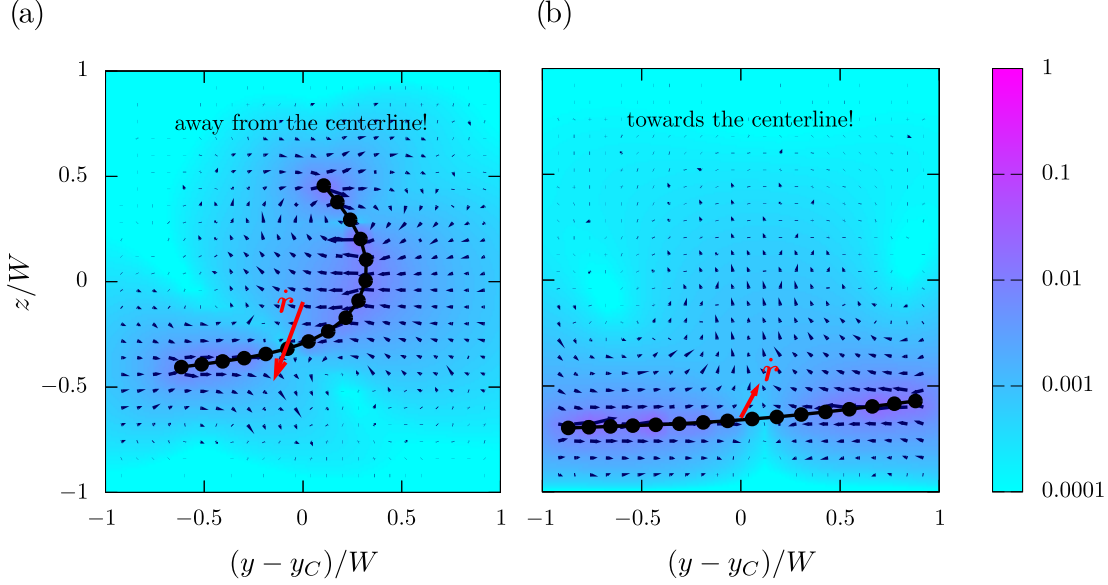 (a)
(b)
away from the centerline!
towards the centerline!
ṙ
ṙ
1
0.5
0
−0.5
−1
z/W
−1
−0.5
0
0.5
1
(y − y_C)/W
−1
−0.5
0
0.5
1
(y − y_C)/W
1
0.1
0.01
0.001
0.0001